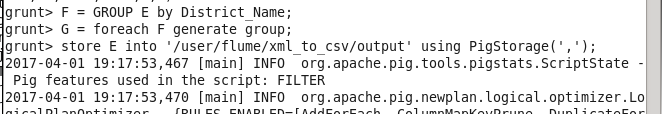 grunt> F = GROUP E by District_Name;
grunt> G = foreach F generate group;
grunt> store E into '/user/flume/xml_to_csv/output' using PigStorage(',');
2017-04-01 19:17:53,467 [main] INFO  org.apache.pig.tools.pigstats.ScriptState -
 Pig features used in the script: FILTER
2017-04-01 19:17:53,470 [main] INFO  org.apache.pig.newplan.logical.optimizer.Lo
gicalPlanOptimizer - {RULES_ENABLED=[AddForEach, ColumnMapKeyPrune, DuplicateFor